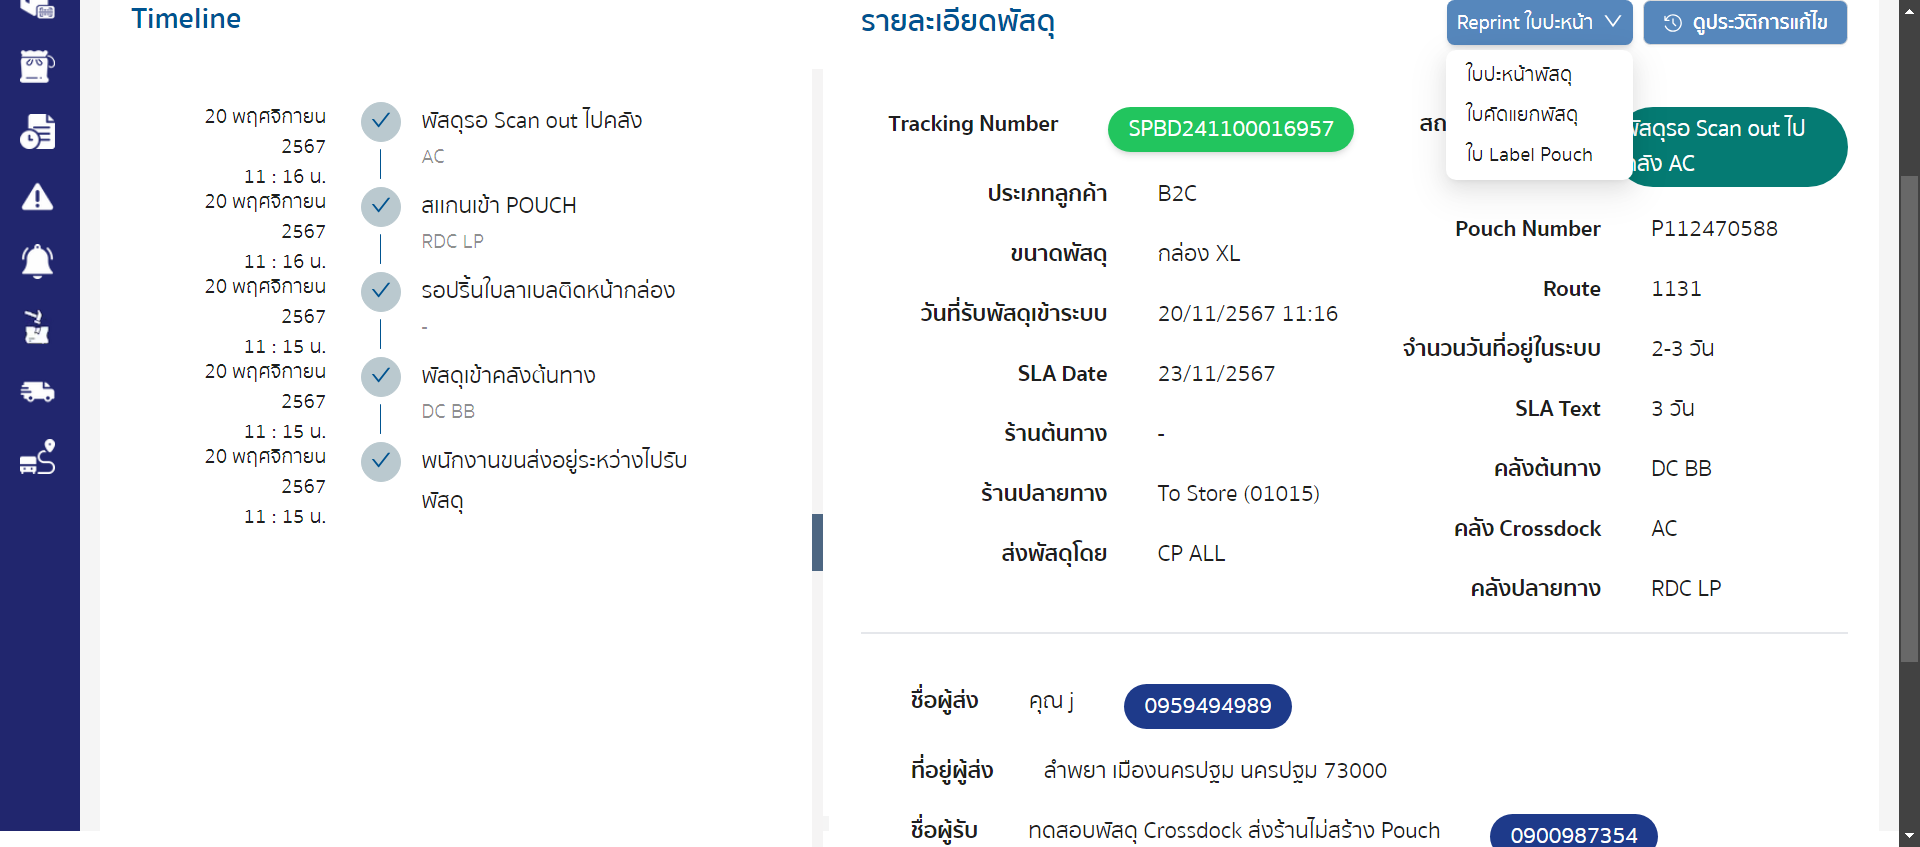 Timeline
20 พฤศจิกายน
2567
11 : 16 น.
พัสดุรอ Scan out ไปคลัง
AC
20 พฤศจิกายน
2567
11 : 16 น.
สแกนเข้า POUCH
RDC LP
20 พฤศจิกายน
2567
11 : 15 น.
รอปริ้นใบลาเบลติดหน้ากล่อง
-
20 พฤศจิกายน
2567
11 : 15 น.
พัสดุเข้าคลังต้นทาง
DC BB
20 พฤศจิกายน
2567
11 : 15 น.
พนักงานขนส่งอยู่ระหว่างไปรับ
พัสดุ
รายละเอียดพัสดุ
Reprint ใบปะหน้า
ดูประวัติการแก้ไข
ใบปะหน้าพัสดุ
ใบคัดแยกพัสดุ
ใบ Label Pouch
Tracking Number SPBD241100016957
ประเภทลูกค้า B2C
ขนาดพัสดุ กล่อง XL
วันที่รับพัสดุเข้าระบบ 20/11/2567 11:16
SLA Date 23/11/2567
ร้านต้นทาง -
ร้านปลายทาง To Store (01015)
ส่งพัสดุโดย CP ALL
Scan out ไป
AC
Pouch Number P112470588
Route 1131
จำนวนวันที่อยู่ในระบบ 2-3 วัน
SLA Text 3 วัน
คลังต้นทาง DC BB
คลัง Crossdock AC
คลังปลายทาง RDC LP
ชื่อผู้ส่ง คุณ j 0959494989
ที่อยู่ผู้ส่ง ลำพยา เมืองนครปฐม นครปฐม 73000
ชื่อผู้รับ ทดสอบพัสดุ Crossdock ส่งร้านไม่สร้าง Pouch 0900987354